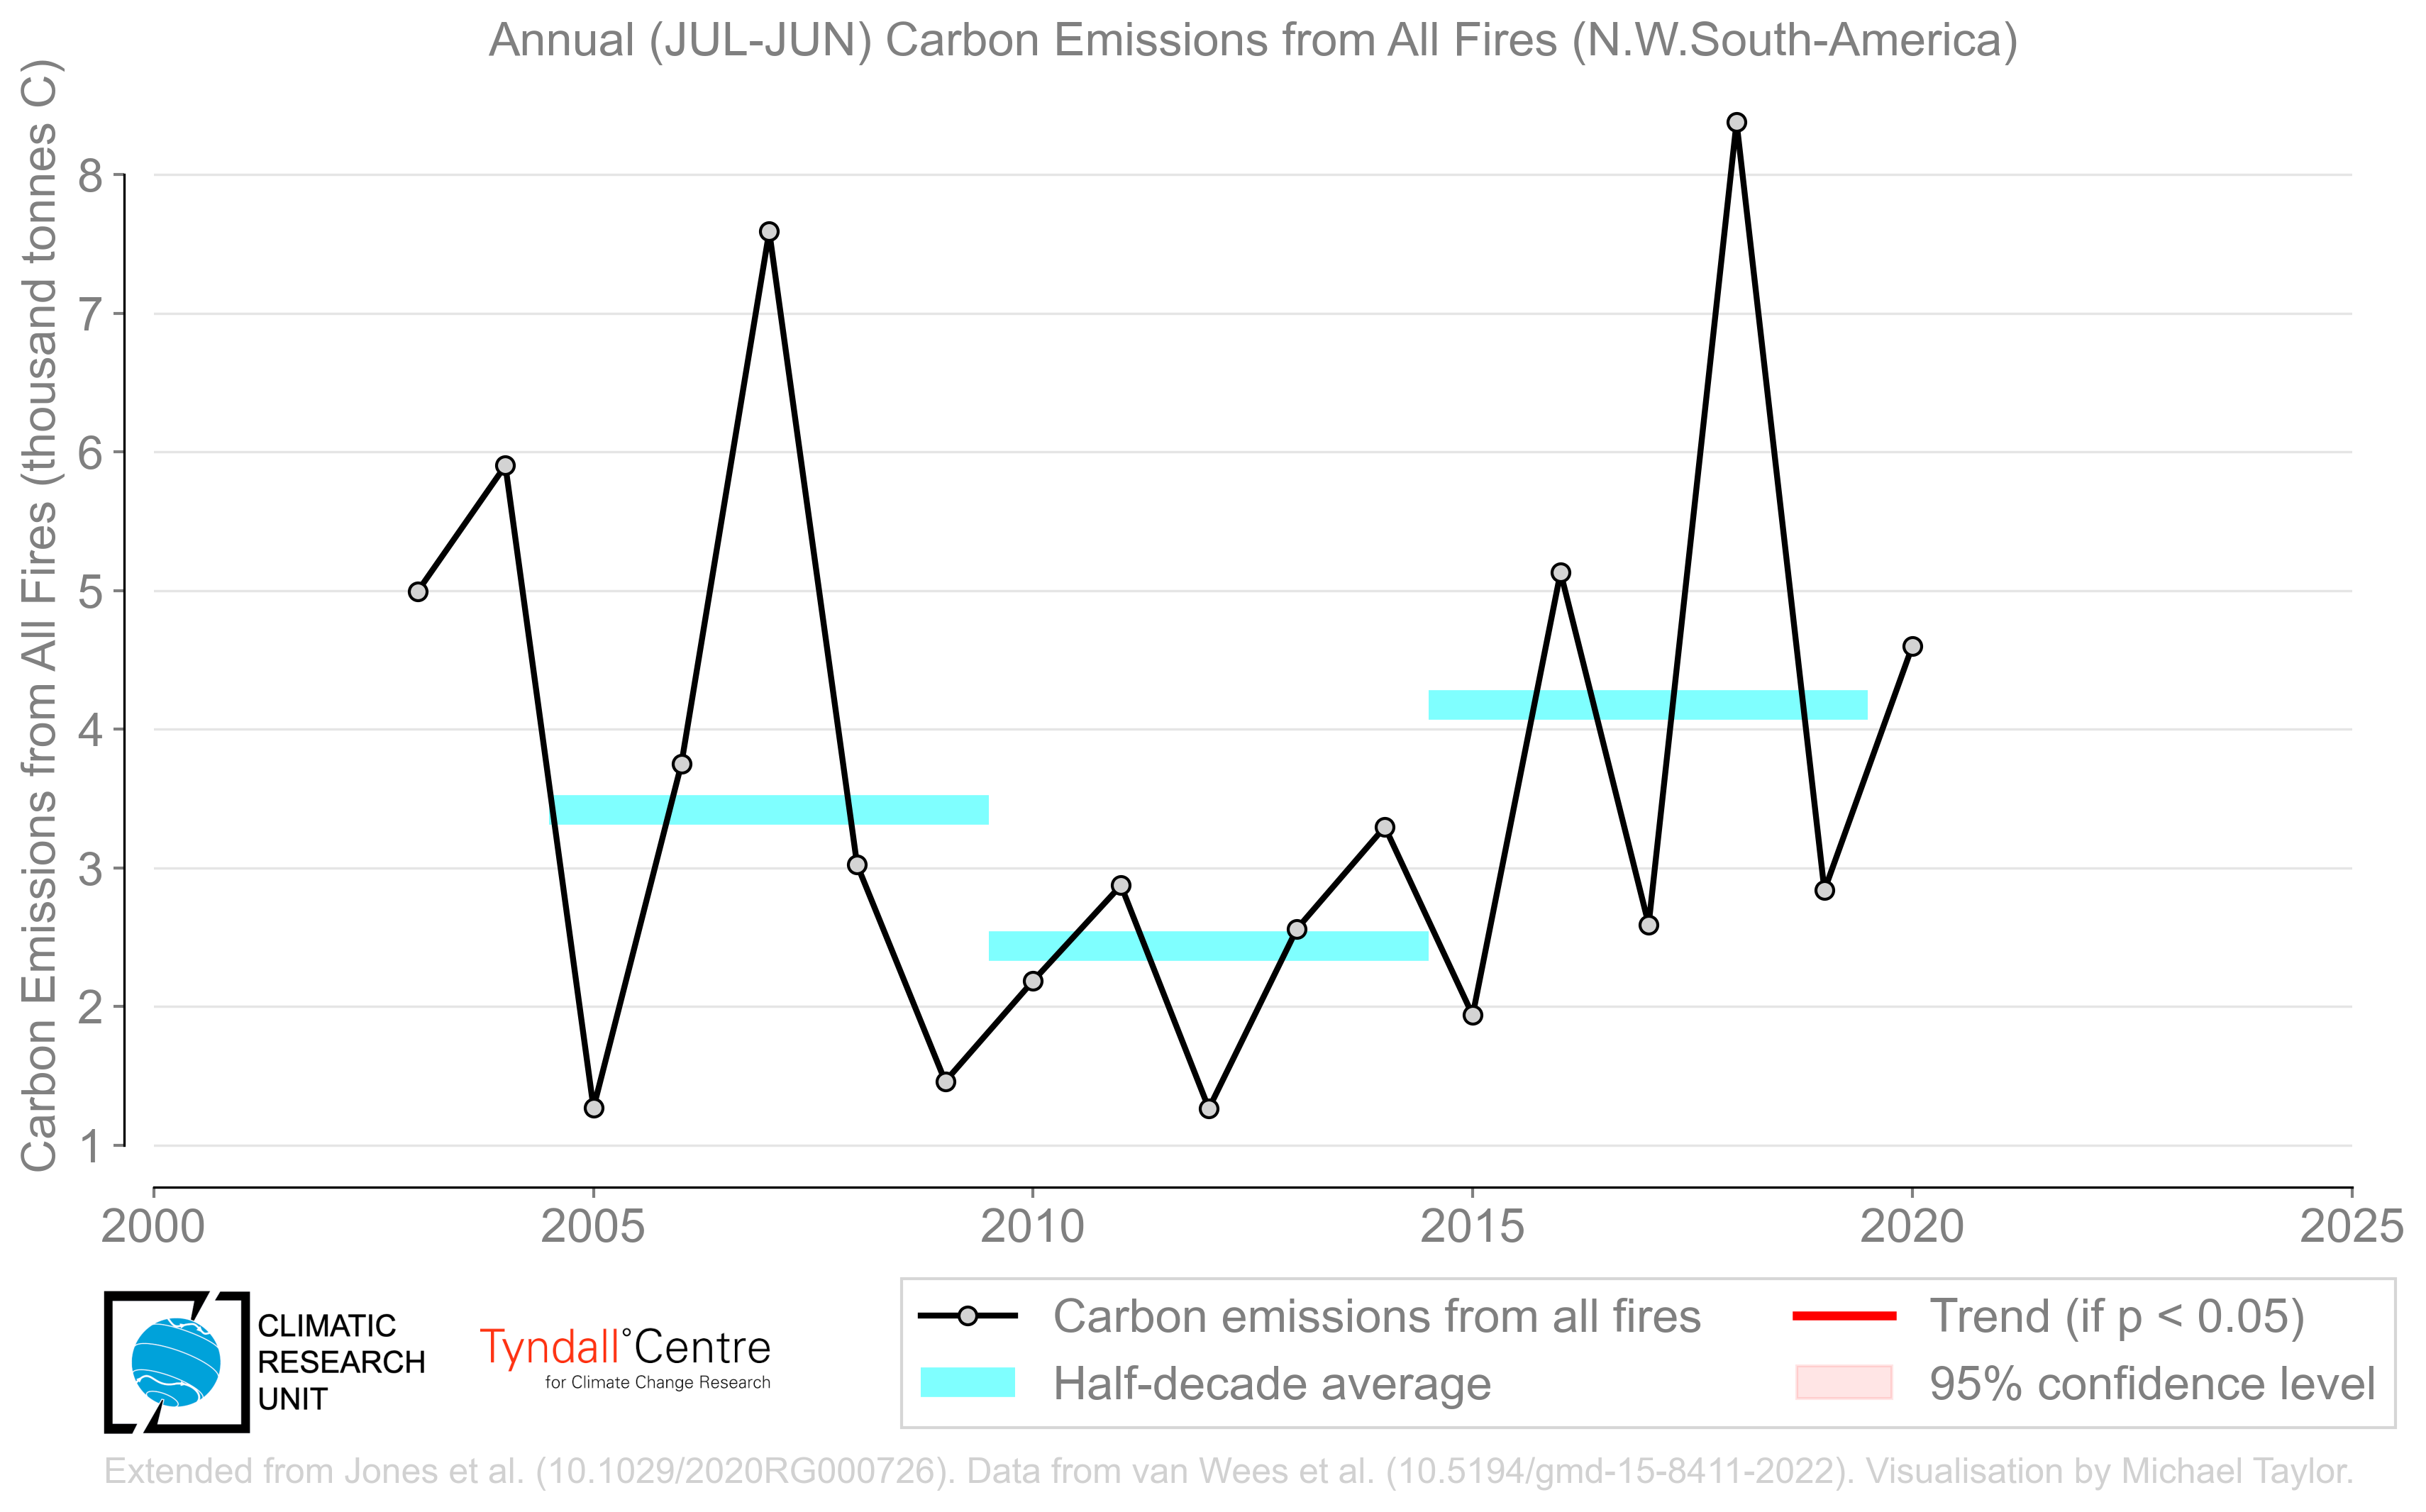 Annual (JUL-JUN) Carbon Emissions from All Fires (N.W.South-America)
Carbon Emissions from All Fires (thousand tonnes C)
8
7
6
5
4
3
2
1
2000 2005 2010 2015 2020 2025
CLIMATIC
RESEARCH
UNIT
Tyndall°Centre
for Climate Change Research
Carbon emissions from all fires
Half-decade average
Trend (if p < 0.05)
95% confidence level
Extended from Jones et al. (10.1029/2020RG000726). Data from van Wees et al. (10.5194/gmd-15-8411-2022). Visualisation by Michael Taylor.